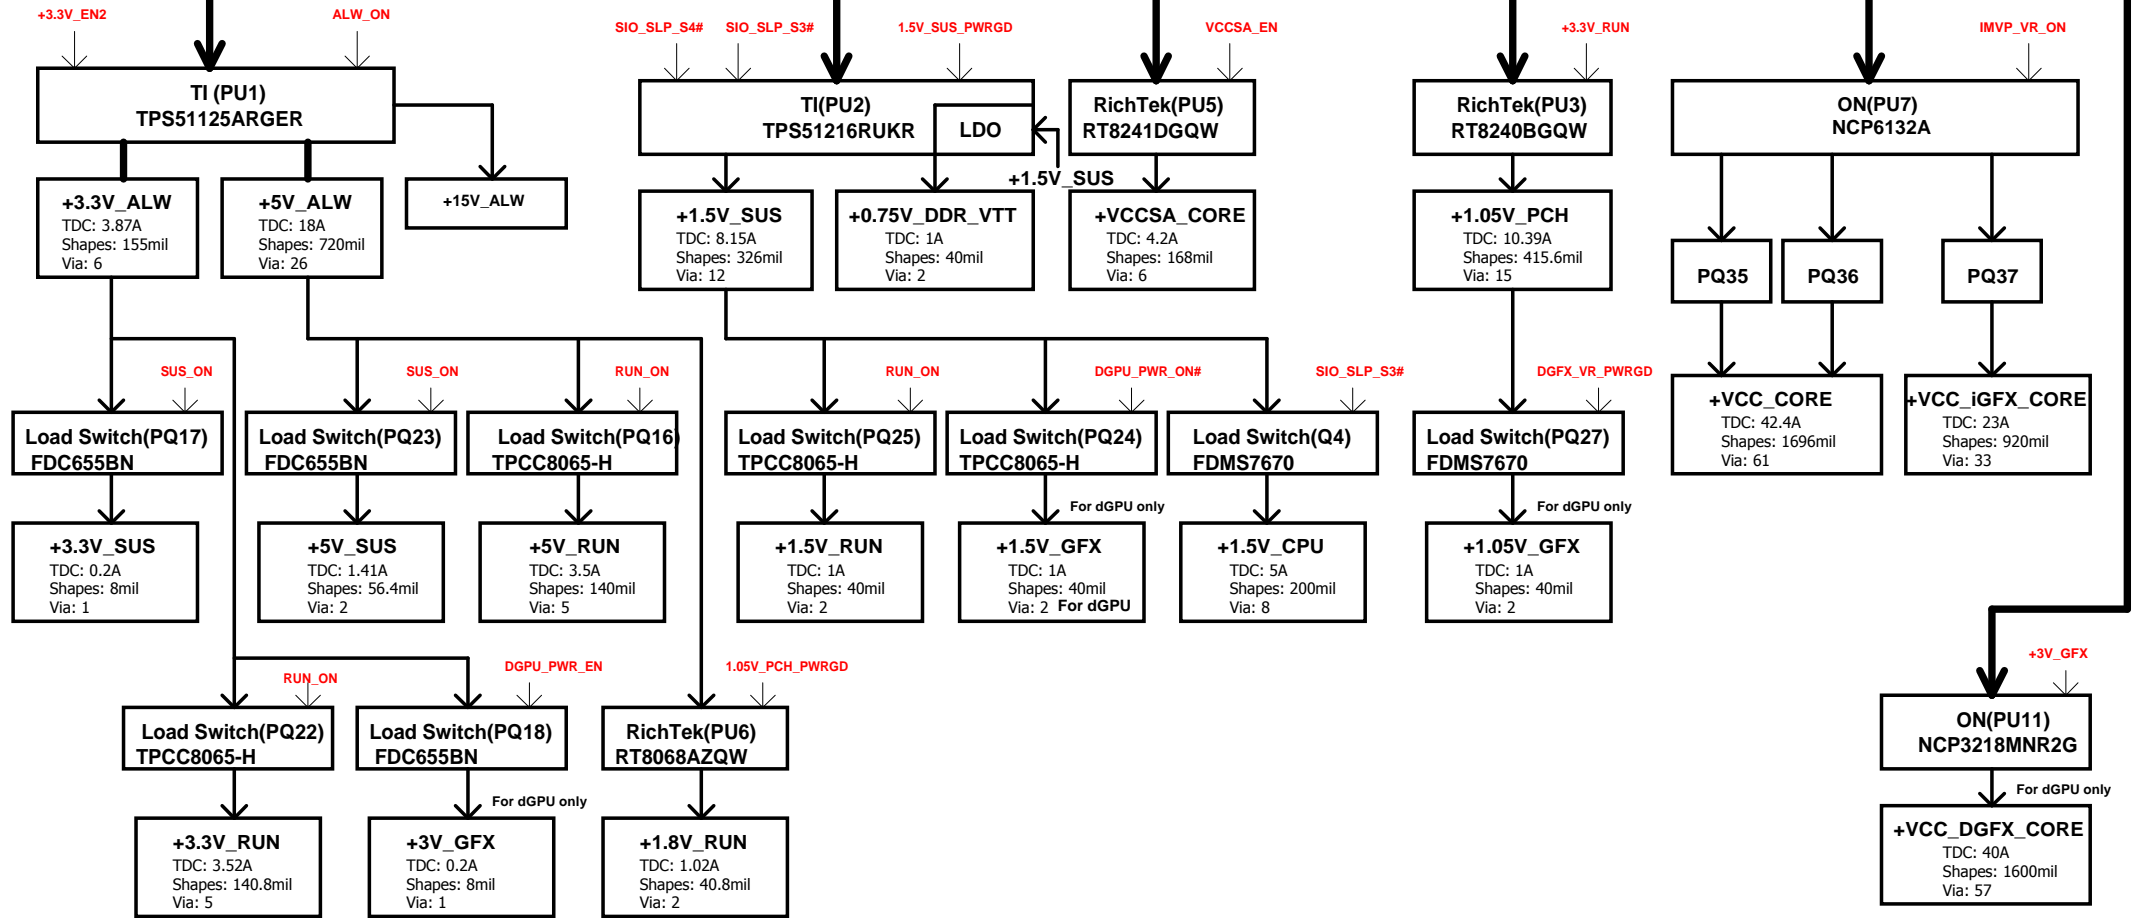 +3.3V_EN2
ALW_ON
SIO_SLP_S4#
SIO_SLP_S3#
1.5V_SUS_PWRGD
VCCSA_EN
+3.3V_RUN
IMVP_VR_ON
TI (PU1)
TPS51125ARGER
TI(PU2)
TPS51216RUKR
LDO
RichTek(PU5)
RT8241DGQW
RichTek(PU3)
RT8240BGQW
ON(PU7)
NCP6132A
+1.5V_SUS
+3.3V_ALW
TDC: 3.87A
Shapes: 155mil
Via: 6
+5V_ALW
TDC: 18A
Shapes: 720mil
Via: 26
+15V_ALW
+1.5V_SUS
TDC: 8.15A
Shapes: 326mil
Via: 12
+0.75V_DDR_VTT
TDC: 1A
Shapes: 40mil
Via: 2
+VCCSA_CORE
TDC: 4.2A
Shapes: 168mil
Via: 6
+1.05V_PCH
TDC: 10.39A
Shapes: 415.6mil
Via: 15
PQ35
PQ36
PQ37
SUS_ON
SUS_ON
RUN_ON
RUN_ON
DGPU_PWR_ON#
SIO_SLP_S3#
DGFX_VR_PWRGD
Load Switch(PQ17)
FDC655BN
Load Switch(PQ23)
FDC655BN
Load Switch(PQ16)
TPCC8065-H
Load Switch(PQ25)
TPCC8065-H
Load Switch(PQ24)
TPCC8065-H
Load Switch(Q4)
FDMS7670
Load Switch(PQ27)
FDMS7670
+VCC_CORE
TDC: 42.4A
Shapes: 1696mil
Via: 61
+VCC_iGFX_CORE
TDC: 23A
Shapes: 920mil
Via: 33
For dGPU only
For dGPU only
+3.3V_SUS
TDC: 0.2A
Shapes: 8mil
Via: 1
+5V_SUS
TDC: 1.41A
Shapes: 56.4mil
Via: 2
+5V_RUN
TDC: 3.5A
Shapes: 140mil
Via: 5
+1.5V_RUN
TDC: 1A
Shapes: 40mil
Via: 2
+1.5V_GFX
TDC: 1A
Shapes: 40mil
Via: 2 For dGPU
+1.5V_CPU
TDC: 5A
Shapes: 200mil
Via: 8
+1.05V_GFX
TDC: 1A
Shapes: 40mil
Via: 2
RUN_ON
DGPU_PWR_EN
1.05V_PCH_PWRGD
+3V_GFX
Load Switch(PQ22)
TPCC8065-H
Load Switch(PQ18)
FDC655BN
RichTek(PU6)
RT8068AZQW
ON(PU11)
NCP3218MNR2G
For dGPU only
For dGPU only
+3.3V_RUN
TDC: 3.52A
Shapes: 140.8mil
Via: 5
+3V_GFX
TDC: 0.2A
Shapes: 8mil
Via: 1
+1.8V_RUN
TDC: 1.02A
Shapes: 40.8mil
Via: 2
+VCC_DGFX_CORE
TDC: 40A
Shapes: 1600mil
Via: 57